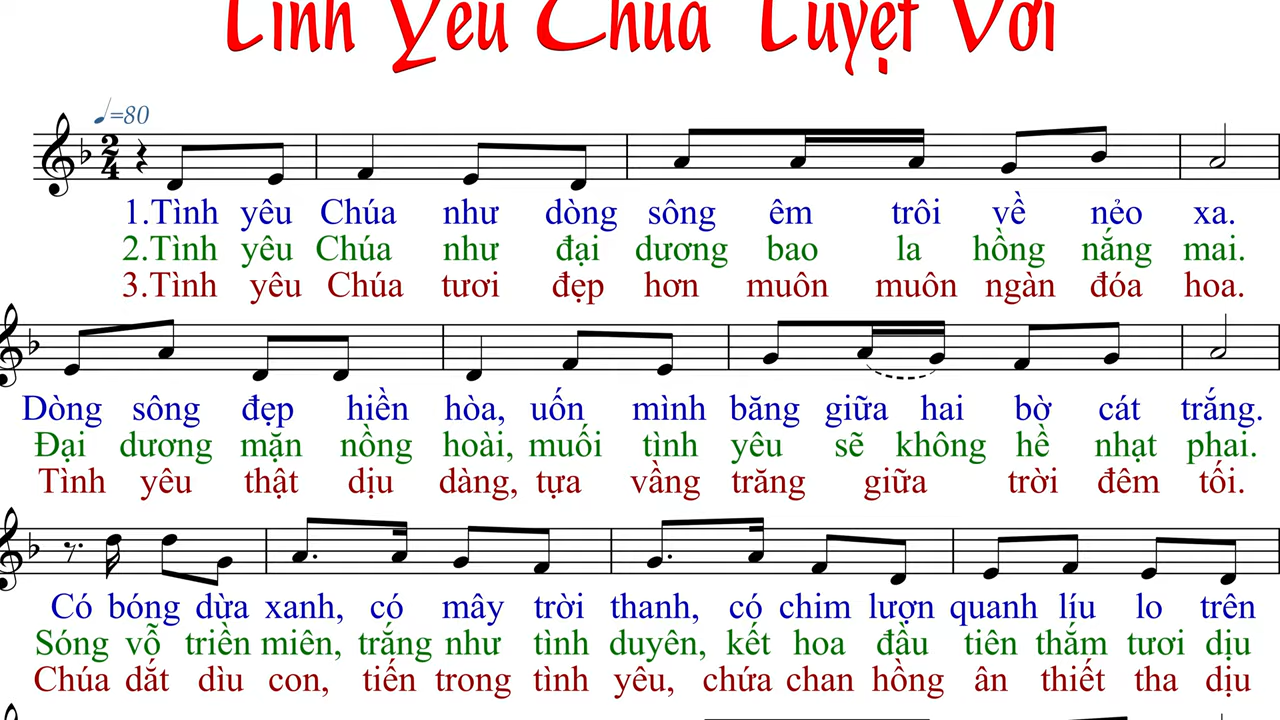 Tình Yêu Chúa Tuyệt Vời
♩=80
2
4
1.Tình yêu Chúa như dòng sông êm trôi về nẻo xa.
2.Tình yêu Chúa như đại dương bao la hồng nắng mai.
3.Tình yêu Chúa tươi đẹp hơn muôn muôn ngàn đóa hoa.
Dòng sông đẹp hiền hòa, uốn mình băng giữa hai bờ cát trắng.
Đại dương mặn nồng hoài, muối tình yêu sẽ không hề nhạt phai.
Tình yêu thật dịu dàng, tựa vầng trăng giữa trời đêm tối.
Có bóng dừa xanh, có mây trời thanh, có chim lượn quanh líu lo trên
Sóng vỗ triền miên, trắng như tình duyên, kết hoa đầu tiên thắm tươi dịu
Chúa dắt dìu con, tiến trong tình yêu, chứa chan hồng ân thiết tha dịu